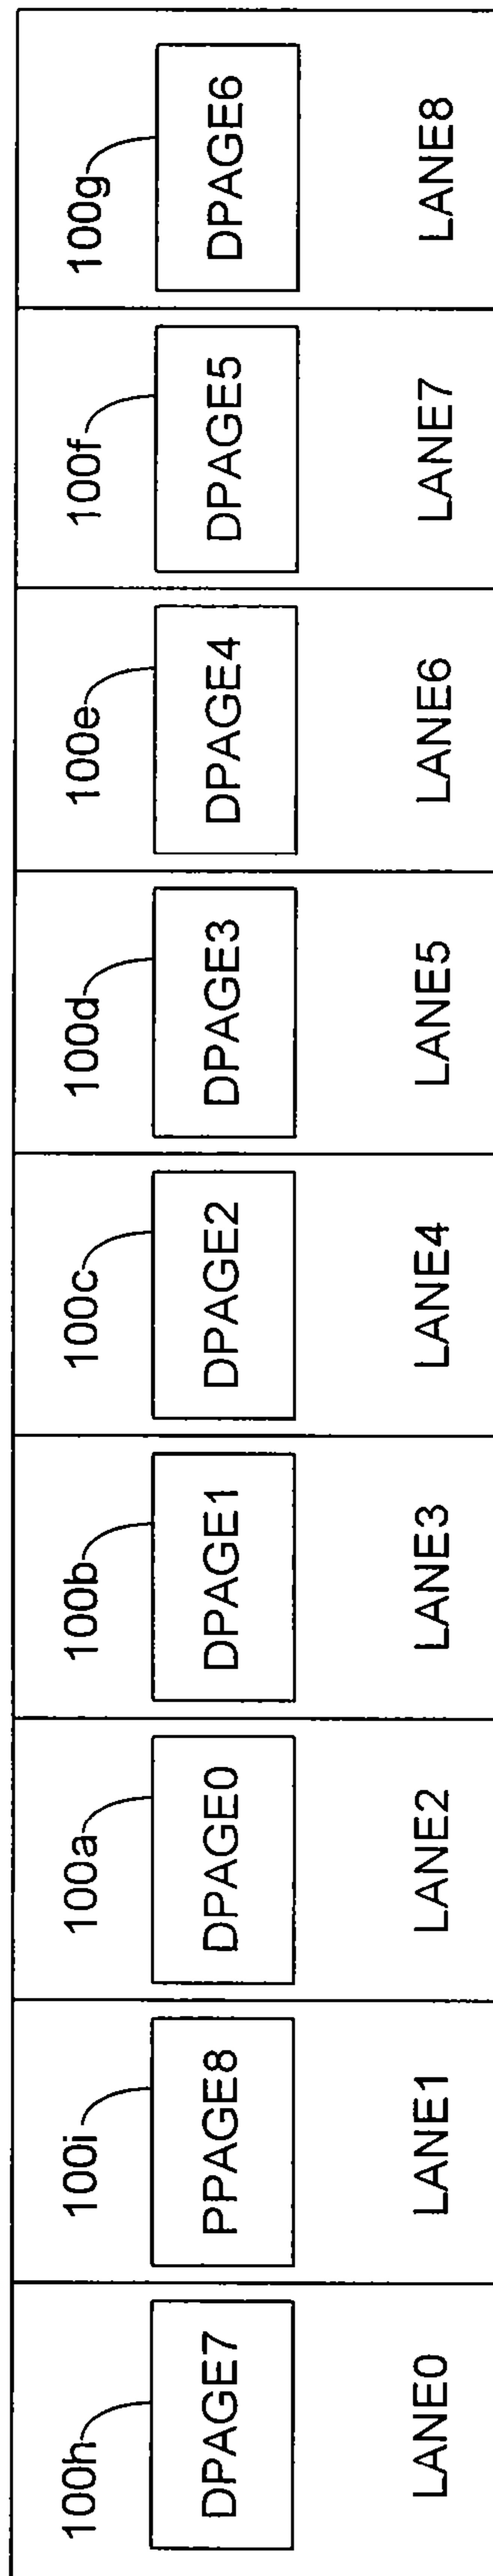 100h 100i 100a 100b 100c 100d 100e 100f 100g
DPAGE7 PPAGE8 DPAGE0 DPAGE1 DPAGE2 DPAGE3 DPAGE4 DPAGE5 DPAGE6
LANE0 LANE1 LANE2 LANE3 LANE4 LANE5 LANE6 LANE7 LANE8